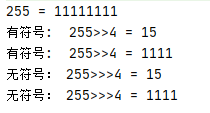 255 = 11111111
有符号： 255>>4 = 15
有符号： 255>>4 = 1111
无符号： 255>>>4 = 15
无符号： 255>>>4 = 1111